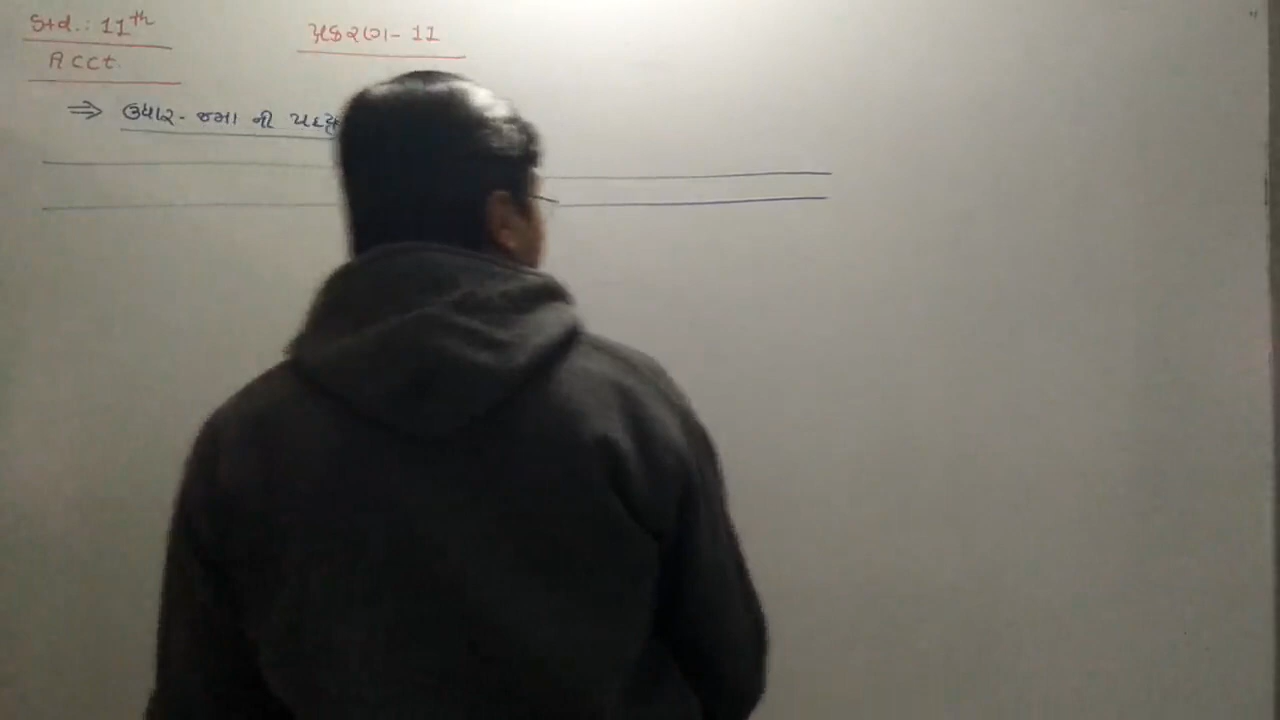 Std.: 11th
પ્રકરણ - 11
Acct.
⇒ ઉધાર - જમા ની